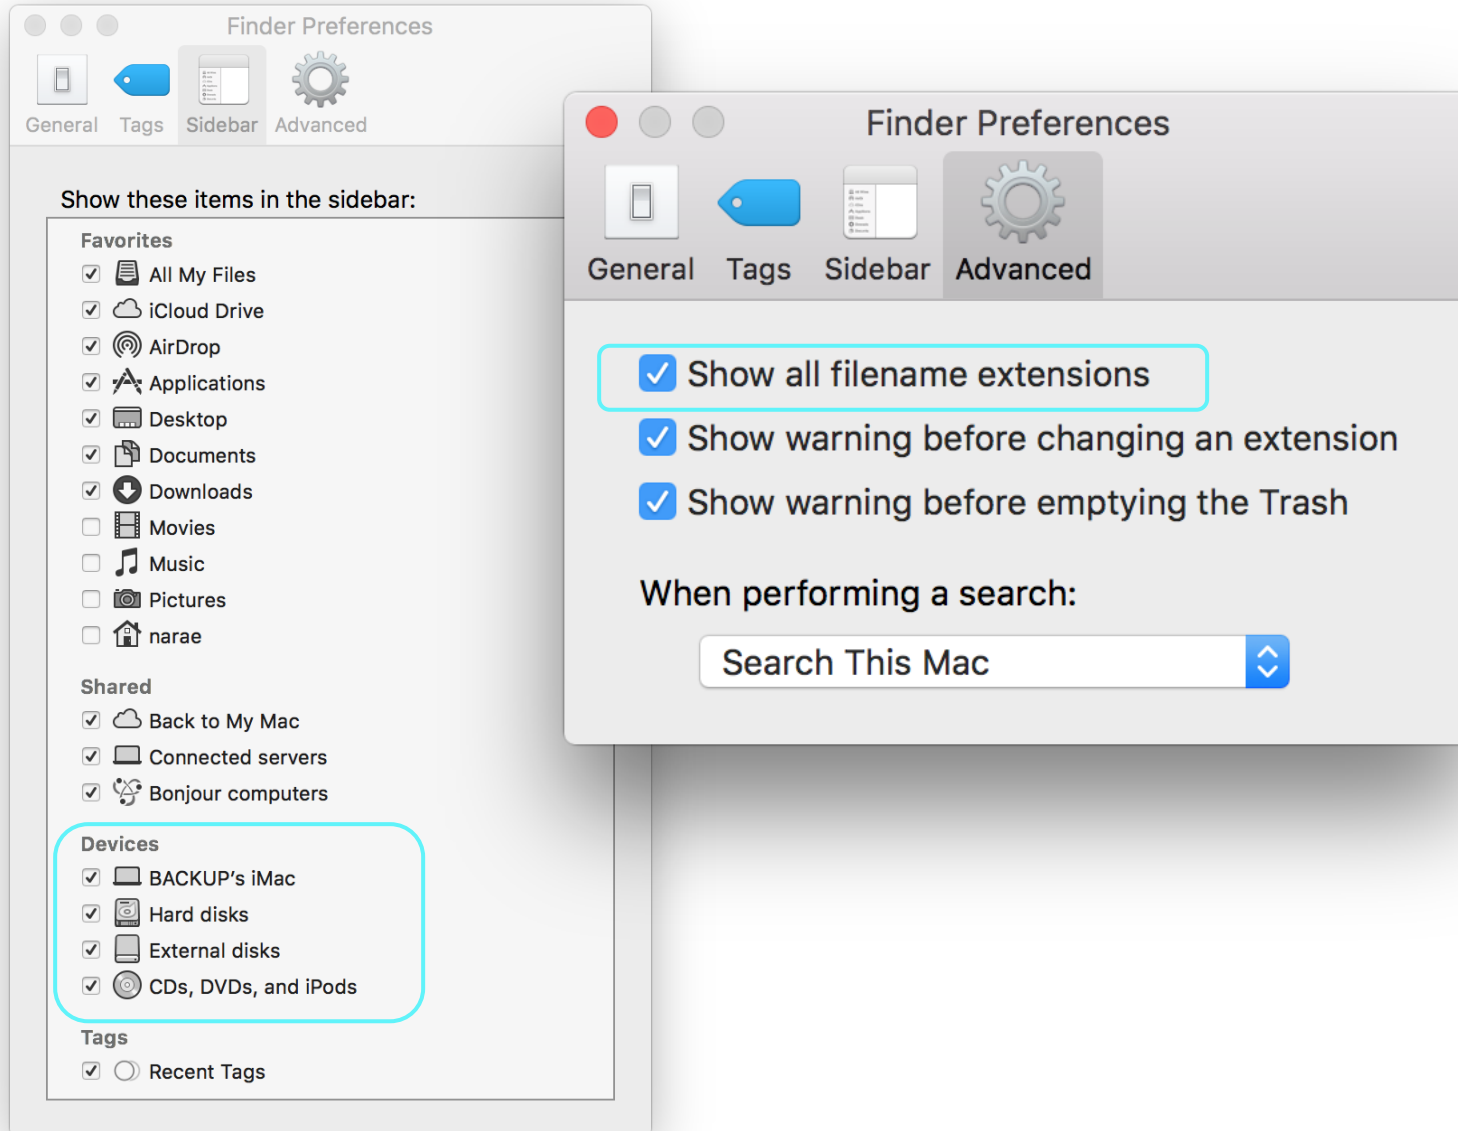 Finder Preferences
General Tags Sidebar Advanced
Show these items in the sidebar:
Favorites
All My Files
iCloud Drive
AirDrop
Applications
Desktop
Documents
Downloads
Movies
Music
Pictures
narae
Shared
Back to My Mac
Connected servers
Bonjour computers
Devices
BACKUP’s iMac
Hard disks
External disks
CDs, DVDs, and iPods
Tags
Recent Tags
Finder Preferences
General Tags Sidebar Advanced
Show all filename extensions
Show warning before changing an extension
Show warning before emptying the Trash
When performing a search:
Search This Mac